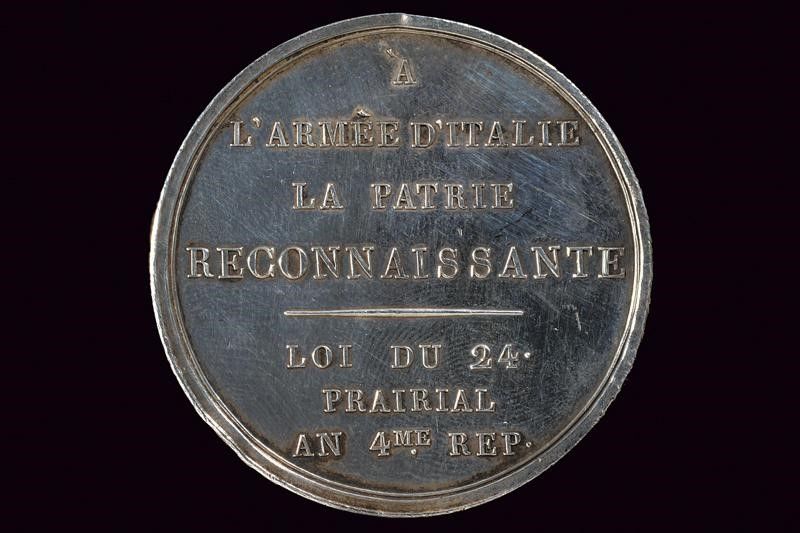 À
L'ARMÉE D'ITALIE
LA PATRIE
RECONNAISSANTE
LOI DU 24.
PRAIRIAL
AN 4ME. REP.